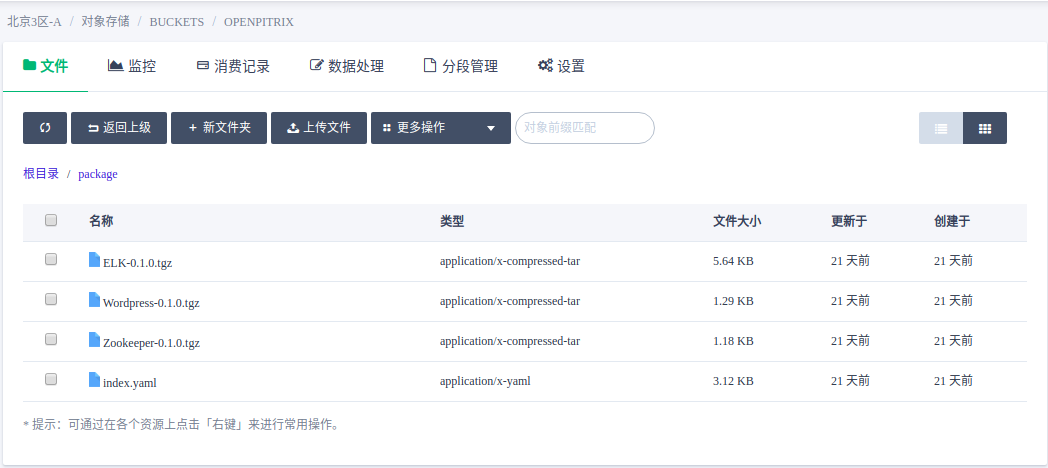 北京3区-A / 对象存储 / BUCKETS / OPENPITRIX
文件 监控 消费记录 数据处理 分段管理 设置
返回上级 + 新文件夹 上传文件 更多操作 对象前缀匹配
根目录 / package
名称 类型 文件大小 更新于 创建于
ELK-0.1.0.tgz application/x-compressed-tar 5.64 KB 21 天前 21 天前
Wordpress-0.1.0.tgz application/x-compressed-tar 1.29 KB 21 天前 21 天前
Zookeeper-0.1.0.tgz application/x-compressed-tar 1.18 KB 21 天前 21 天前
index.yaml application/x-yaml 3.12 KB 21 天前 21 天前
* 提示：可通过在各个资源上点击「右键」来进行常用操作。